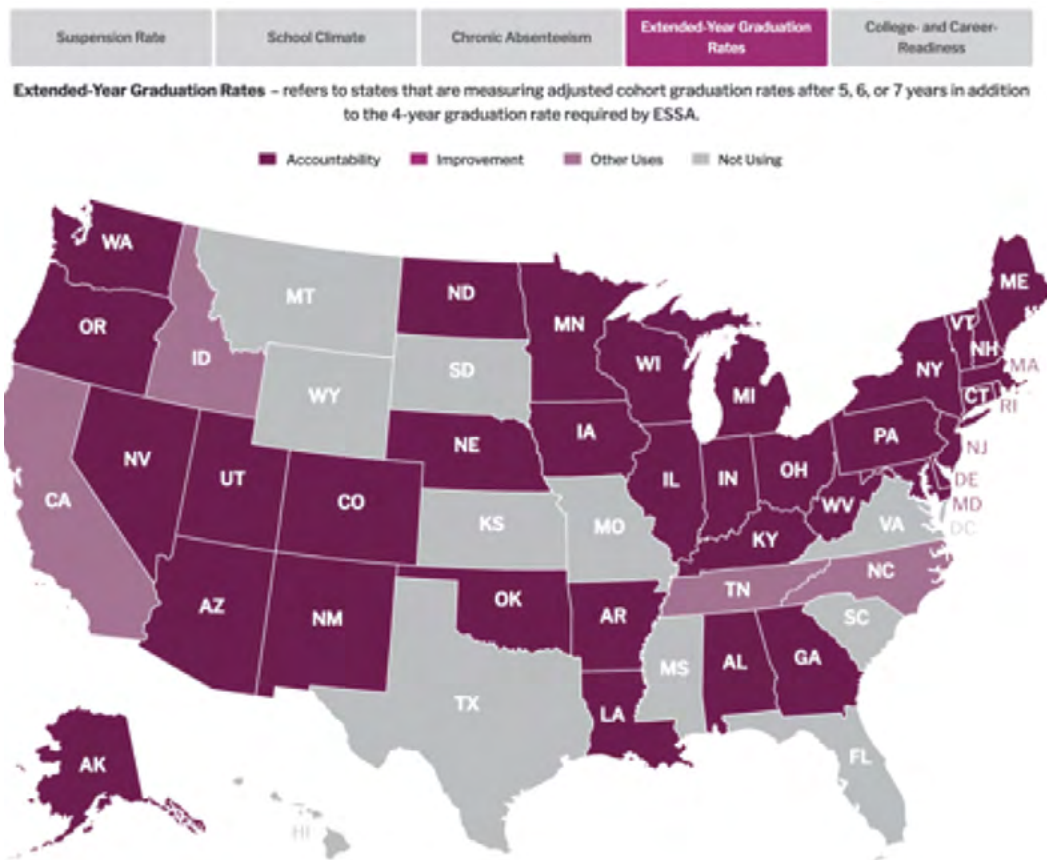 Suspension Rate
School Climate
Chronic Absenteeism
Extended-Year Graduation
Rates
College- and Career-
Readiness
Extended-Year Graduation Rates – refers to states that are measuring adjusted cohort graduation rates after 5, 6, or 7 years in addition
to the 4-year graduation rate required by ESSA.
Accountability Improvement Other Uses Not Using
WA
MT
ND
MN
ME
OR
ID
SD
WI
VT
NH
NY
MA
WY
MI
CT
RI
NE
IA
PA
NJ
NV
UT
CO
IL
IN
OH
DE
CA
KS
MO
WV
MD
VA
DC
KY
AZ
NM
OK
AR
TN
NC
SC
MS
AL
GA
TX
LA
FL
AK
HI